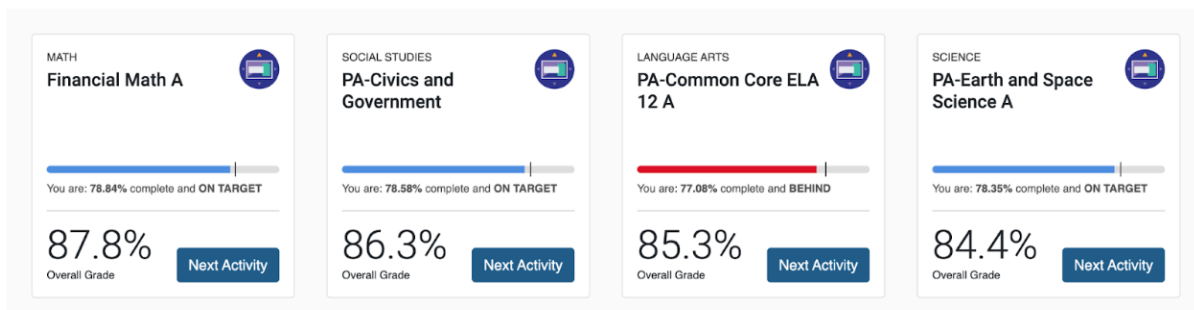 MATH
Financial Math A
You are: 78.84% complete and ON TARGET
87.8%
Overall Grade
Next Activity
SOCIAL STUDIES
PA-Civics and
Government
You are: 78.58% complete and ON TARGET
86.3%
Overall Grade
Next Activity
LANGUAGE ARTS
PA-Common Core ELA
12 A
You are: 77.08% complete and BEHIND
85.3%
Overall Grade
Next Activity
SCIENCE
PA-Earth and Space
Science A
You are: 78.35% complete and ON TARGET
84.4%
Overall Grade
Next Activity